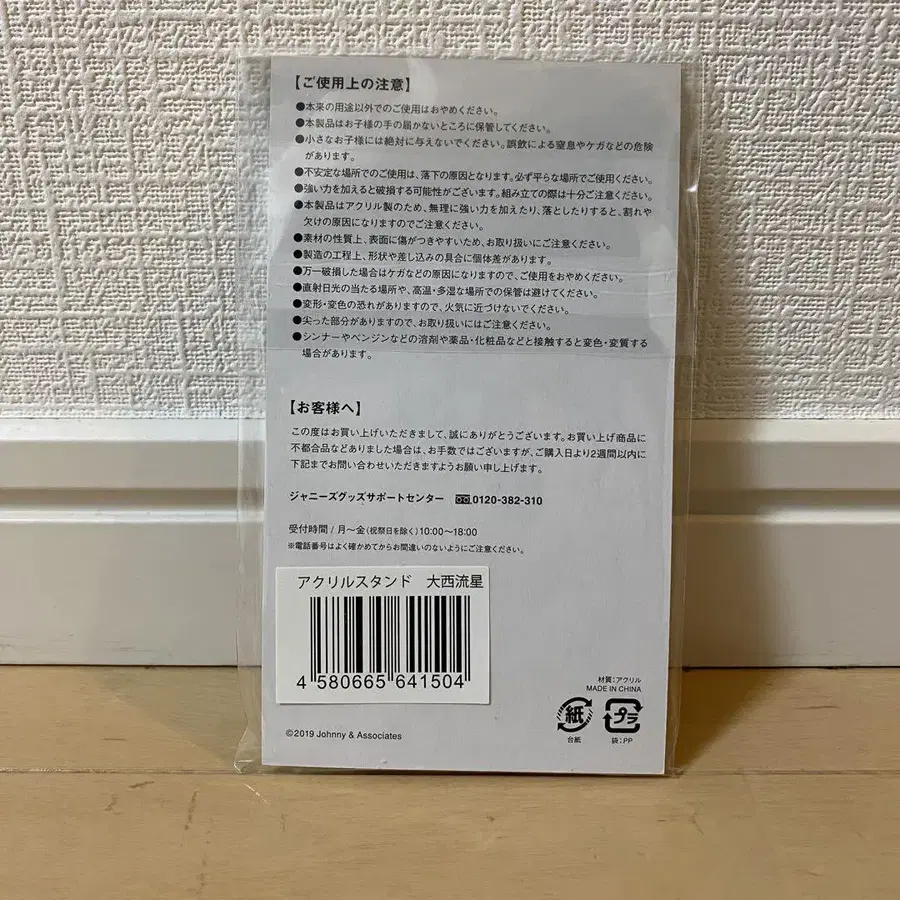 【ご使用上の注意】
●本来の用途以外でのご使用はおやめください。
●本製品はお子様の手の届かないところに保管してください。
●小さなお子様には絶対に与えないでください。誤飲による窒息やケガなどの危険
があります。
●不安定な場所でのご使用は、落下の原因となります。必ず平らな場所でご使用ください。
●強い力を加えると破損する可能性がございます。組み立ての際は十分ご注意ください。
●本製品はアクリル製のため、無理に強い力を加えたり、落としたりすると、割れや
欠けの原因になりますのでご注意ください。
●素材の性質上、表面に傷がつきやすいため、お取り扱いにご注意ください。
●製造の工程上、形状や差し込みの具合に個体差があります。
●万一破損した場合はケガなどの原因になりますので、ご使用をおやめください。
●直射日光の当たる場所や、高温・多湿な場所での保管は避けてください。
●変形・変色の恐れがありますので、火気に近づけないでください。
●尖った部分がありますので、お取り扱いにはご注意ください。
●シンナーやベンジンなどの溶剤や薬品・化粧品などと接触すると変色・変質する
場合があります。
【お客様へ】
この度はお買い上げいただきまして、誠にありがとうございます。お買い上げ商品に
不都合品などありました場合は、お手数ではございますが、ご購入日より2週間以内に
下記までお問い合わせいただきますようお願い申し上げます。
ジャニーズグッズサポートセンター 0120-382-310
受付時間 / 月〜金(祝祭日を除く)10:00〜18:00
※電話番号はよく確かめてからお間違いのないようにご注意ください。
アクリルスタンド 大西流星
4 580665 641504
材質:アクリル
MADE IN CHINA
紙 プラ
台紙 袋:PP
©2019 Johnny & Associates